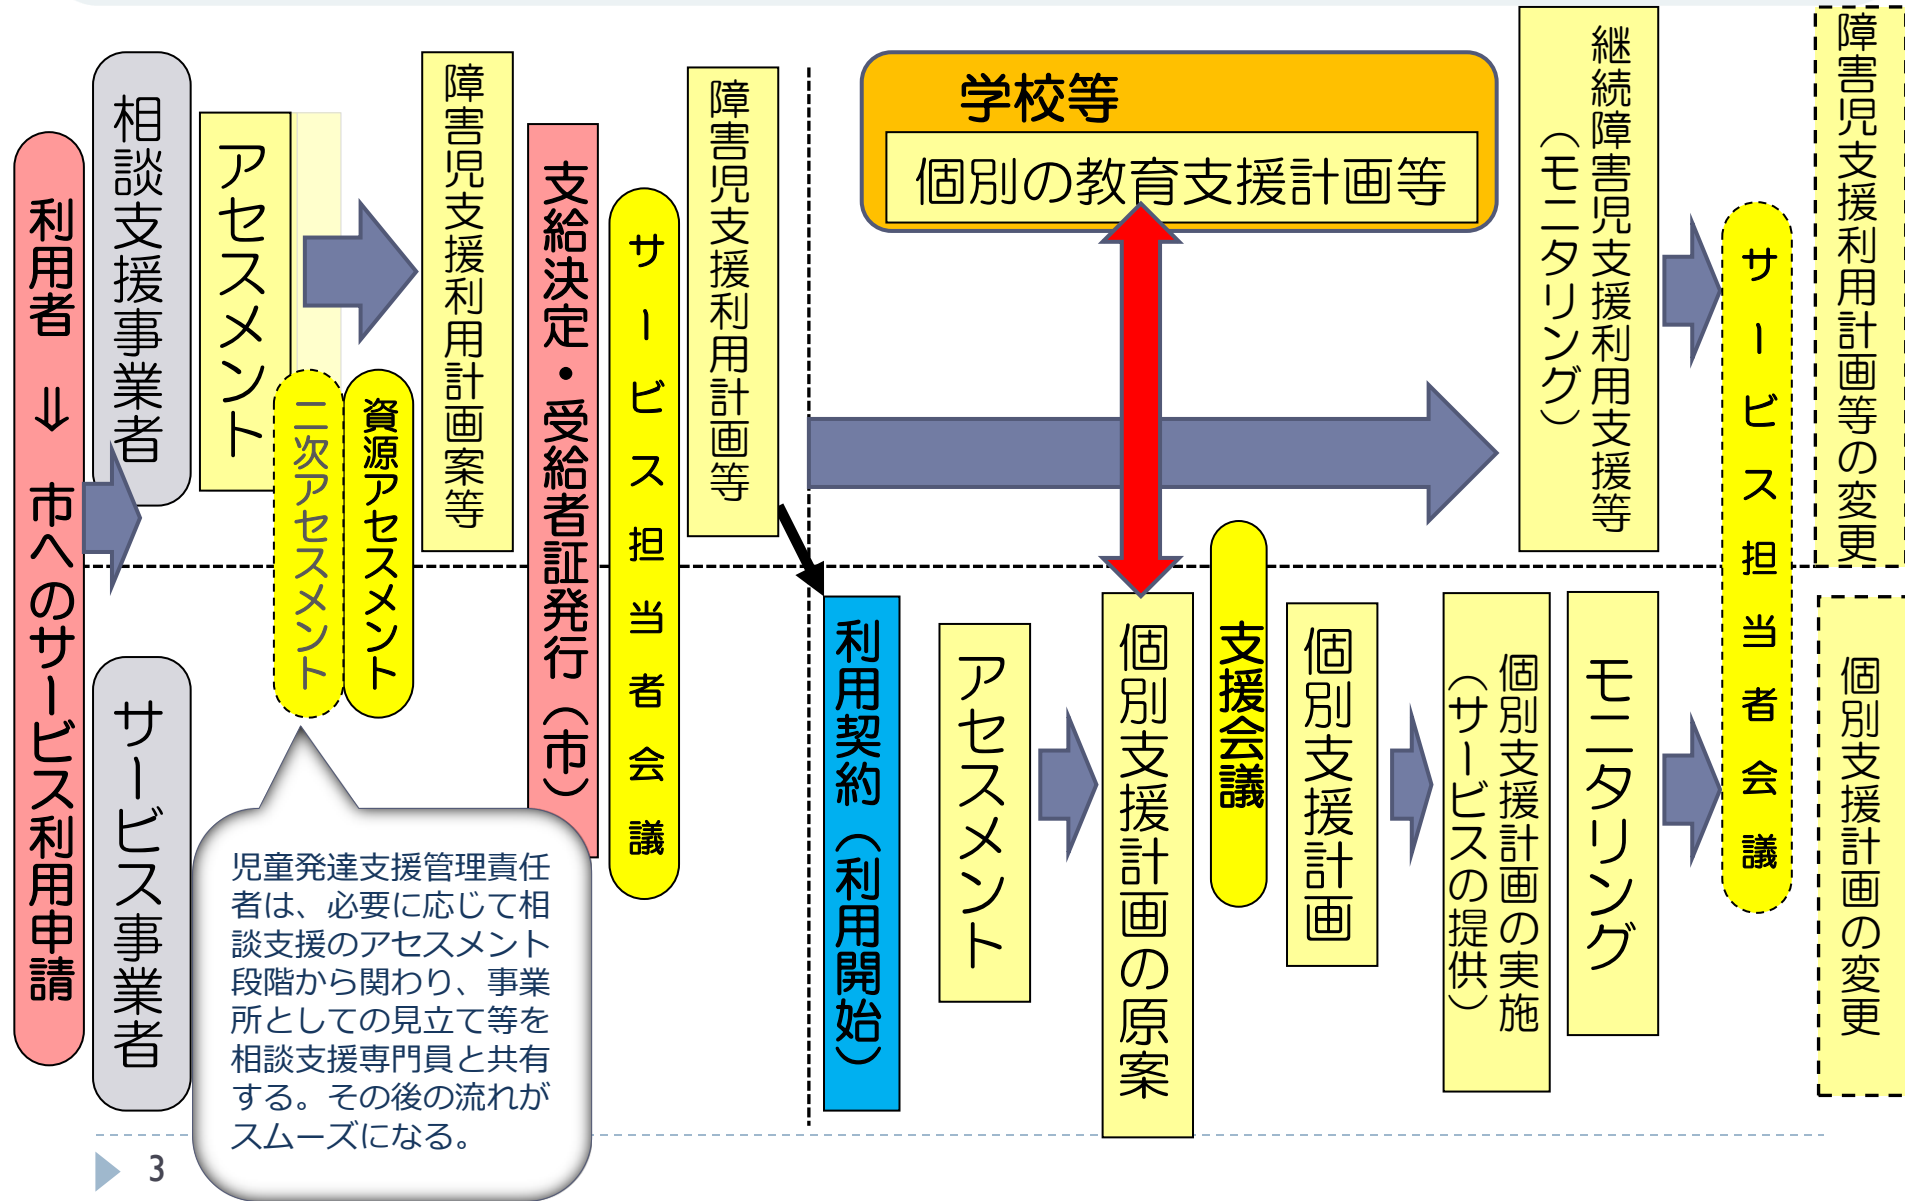 利用者 ⇒ 市へのサービス利用申請
相談支援事業者
サービス事業者
アセスメント
二次アセスメント
資源アセスメント
児童発達支援管理責任
者は、必要に応じて相
談支援のアセスメント
段階から関わり、事業
所としての見立て等を
相談支援専門員と共有
する。その後の流れが
スムーズになる。
障害児支援利用計画案等
支給決定・受給者証発行（市）
サービス担当者会議
障害児支援利用計画等
学校等
個別の教育支援計画等
利用契約（利用開始）
アセスメント
個別支援計画の原案
支援会議
個別支援計画
個別支援計画の実施
（サービスの提供）
継続障害児支援利用支援等
（モニタリング）
モニタリング
サービス担当者会議
障害児支援利用計画等の変更
個別支援計画の変更
3